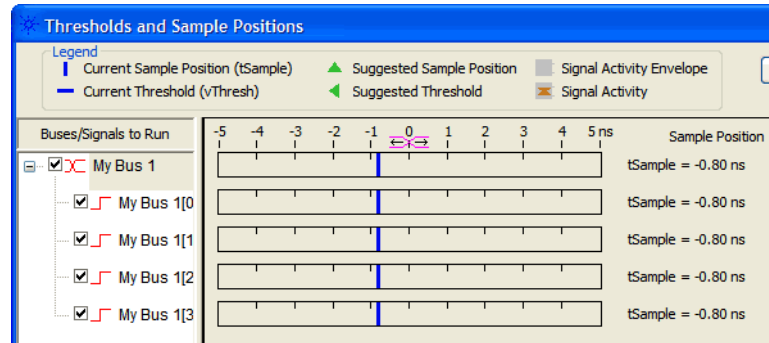 Thresholds and Sample Positions
Legend
Current Sample Position (tSample) Suggested Sample Position Signal Activity Envelope
Current Threshold (vThresh) Suggested Threshold Signal Activity
Buses/Signals to Run -5 -4 -3 -2 -1 0 1 2 3 4 5 ns Sample Position
My Bus 1 tSample = -0.80 ns
My Bus 1[0 tSample = -0.80 ns
My Bus 1[1 tSample = -0.80 ns
My Bus 1[2 tSample = -0.80 ns
My Bus 1[3 tSample = -0.80 ns